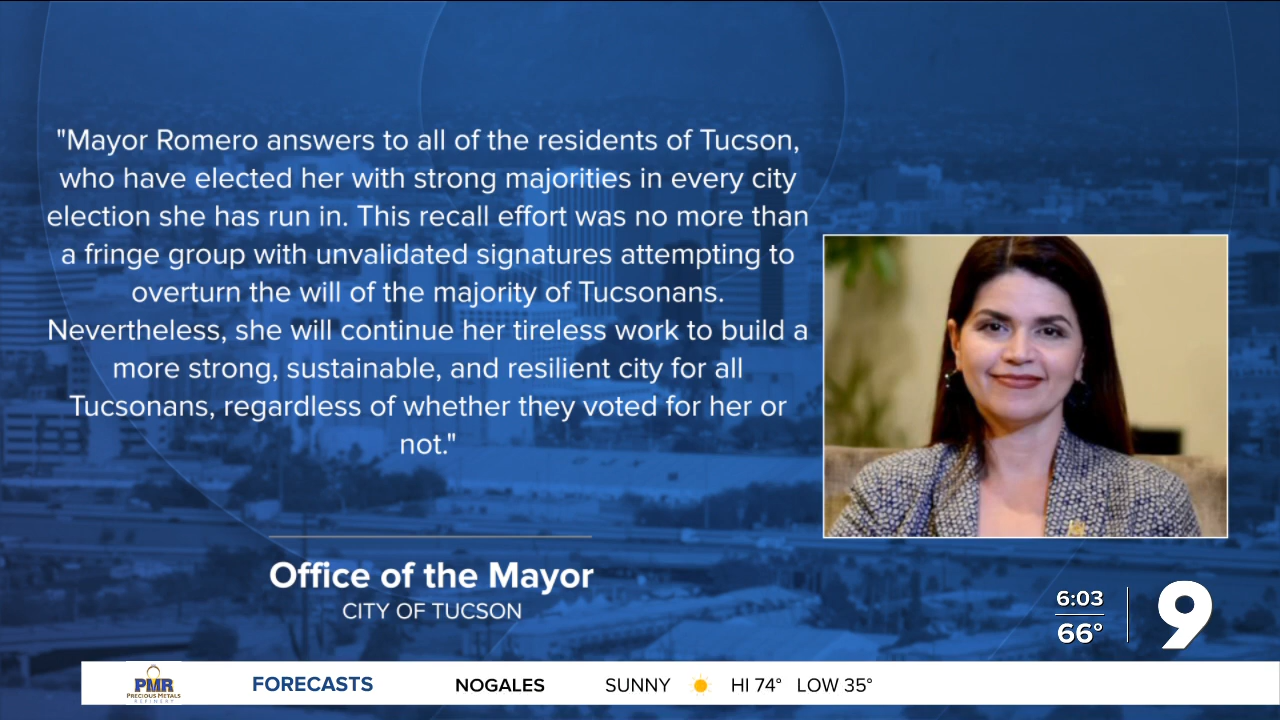 "Mayor Romero answers to all of the residents of Tucson,
who have elected her with strong majorities in every city
election she has run in. This recall effort was no more than
a fringe group with unvalidated signatures attempting to
overturn the will of the majority of Tucsonans.
Nevertheless, she will continue her tireless work to build a
more strong, sustainable, and resilient city for all
Tucsonans, regardless of whether they voted for her or
not."
Office of the Mayor
CITY OF TUCSON
6:03
66°
9
PMR
PRECIOUS METALS
REFINERY
FORECASTS
NOGALES SUNNY HI 74° LOW 35°